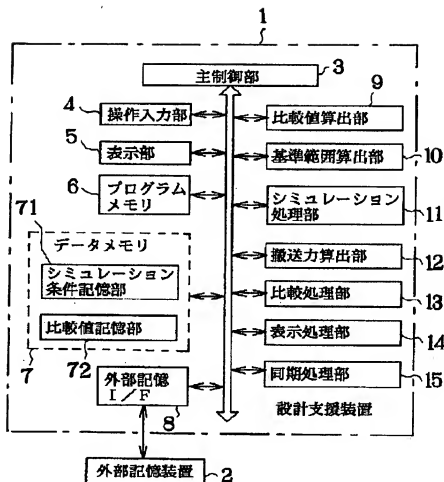 1
主制御部
3
4
操作入力部
5
表示部
6
プログラム
メモリ
71
データメモリ
シミュレーション
条件記憶部
比較値記憶部
7
72
外部記憶
I/F
8
外部記憶装置
2
9
比較値算出部
基準範囲算出部
10
シミュレーション
処理部
11
搬送力算出部
12
比較処理部
13
表示処理部
14
同期処理部
15
設計支援装置